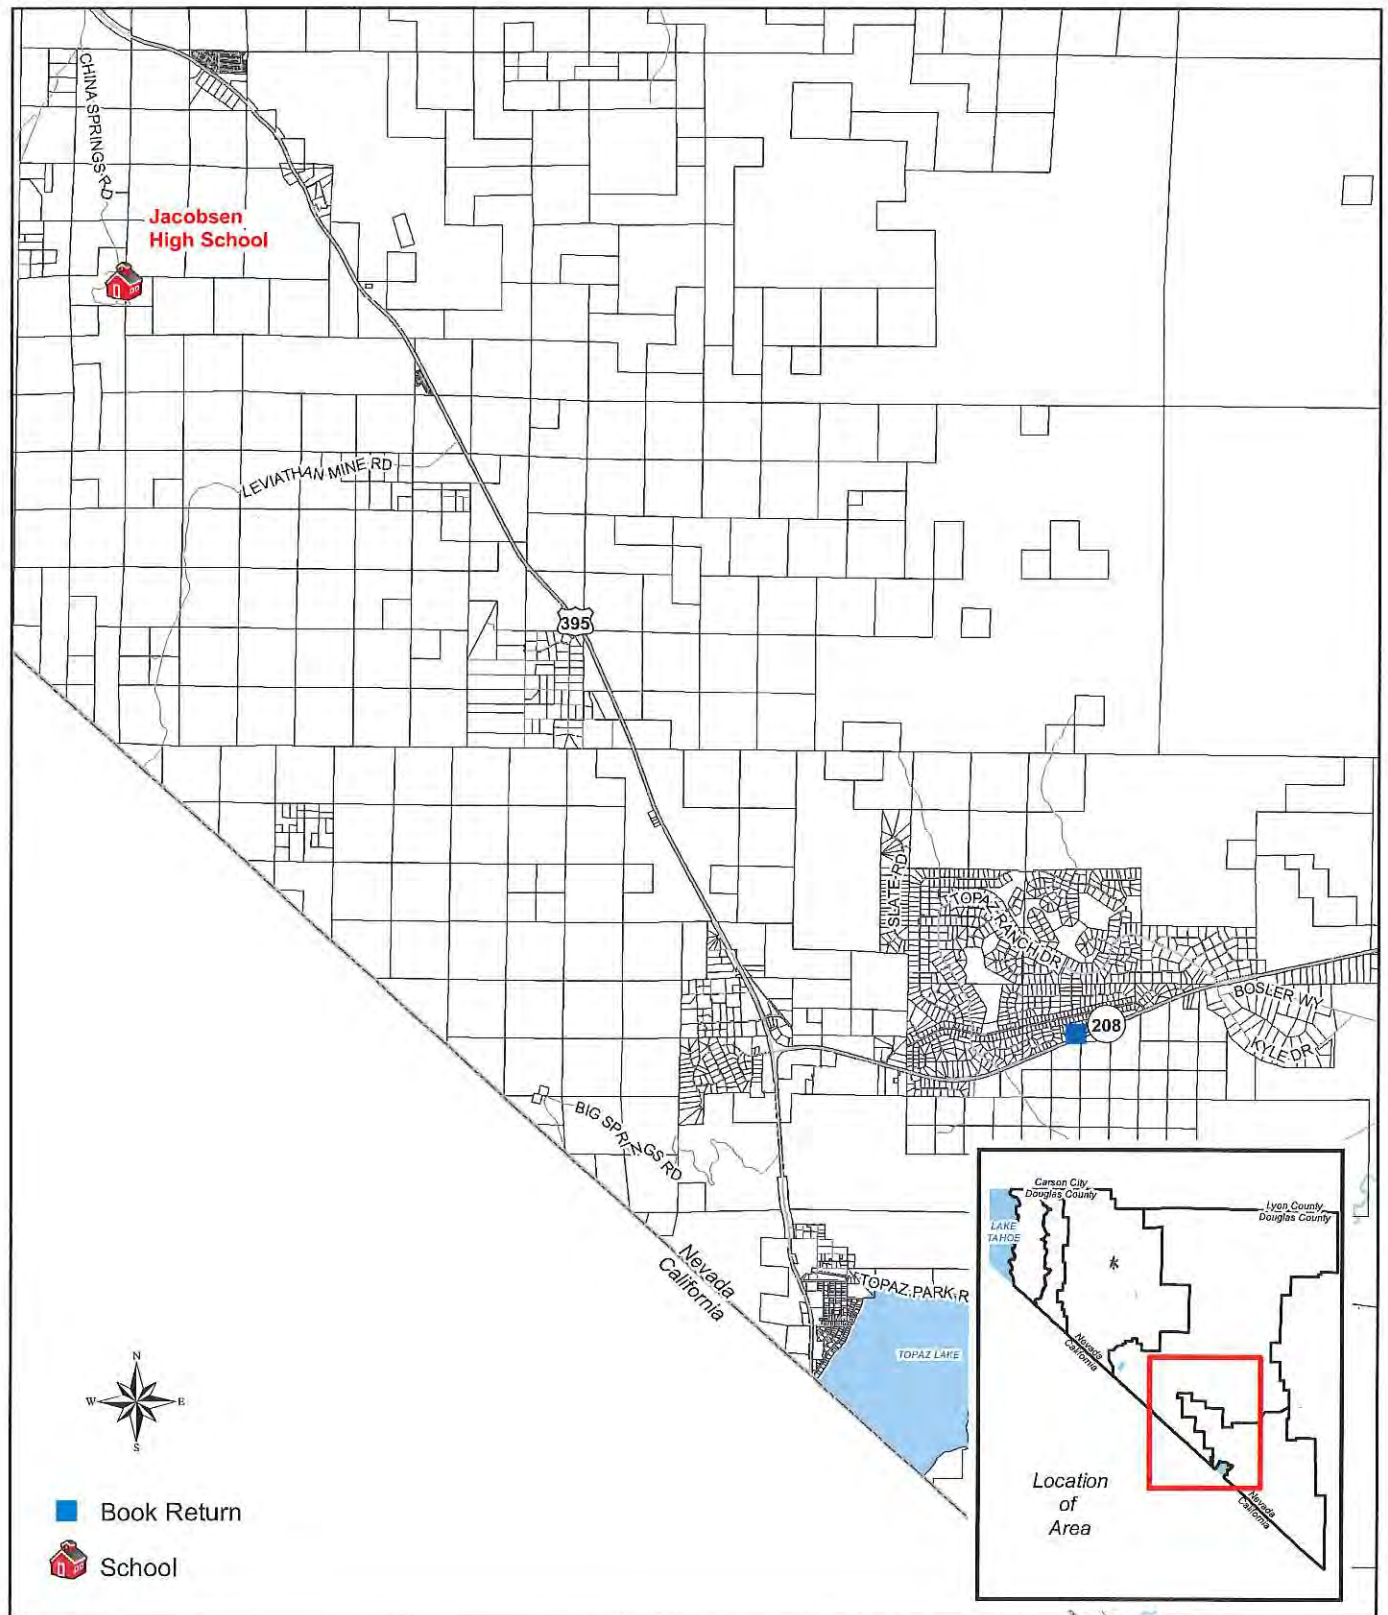 CHINA SPRINGS RD
Jacobsen
High School
LEVIATHAN MINE RD
395
SLATE RD
TOPAZ RANCH DR
BOSLER WY
208
KYLE DR
BIG SPRINGS RD
Nevada
California
TOPAZ PARK R
TOPAZ LAKE
N
W
E
S
Book Return
School
Carson City
Douglas County
Lyon County
Douglas County
LAKE
TAHOE
Nevada
California
Location
of
Area
Nevada
California